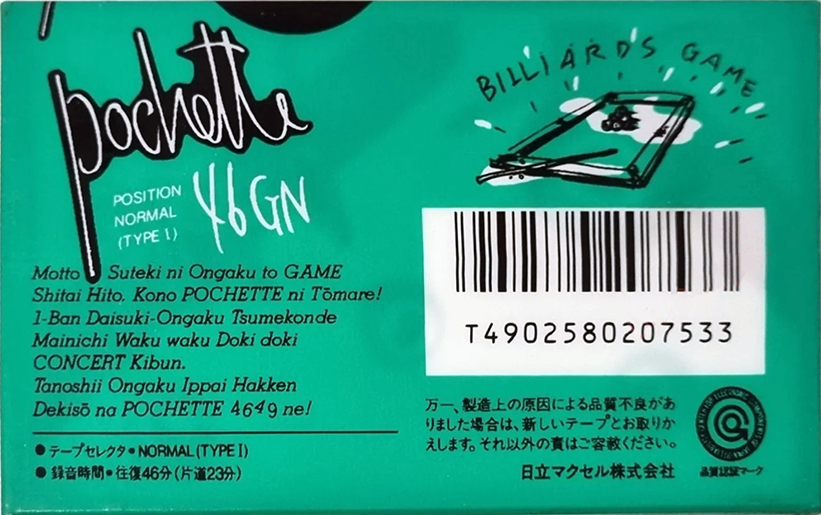 pochette
POSITION
NORMAL
(TYPE I)
46GN
Motto Suteki ni Ongaku to GAME
Shitai Hito. Kono POCHETTE ni Tōmare!
1-Ban Daisuki-Ongaku Tsumekonde
Mainichi Waku waku Doki doki
CONCERT Kibun.
Tanoshii Ongaku Ippai Hakken
Dekisō na POCHETTE 4649 ne!
●テープセレクタ●NORMAL(TYPE I)
●録音時間●往復46分(片道23分)
BILLIARDS GAME
T4902580207533
万一、製造上の原因による品質不良があ
りました場合は、新しいテープとお取りか
えします。それ以外の責はご容赦ください。
日立マクセル株式会社
品質認証マーク